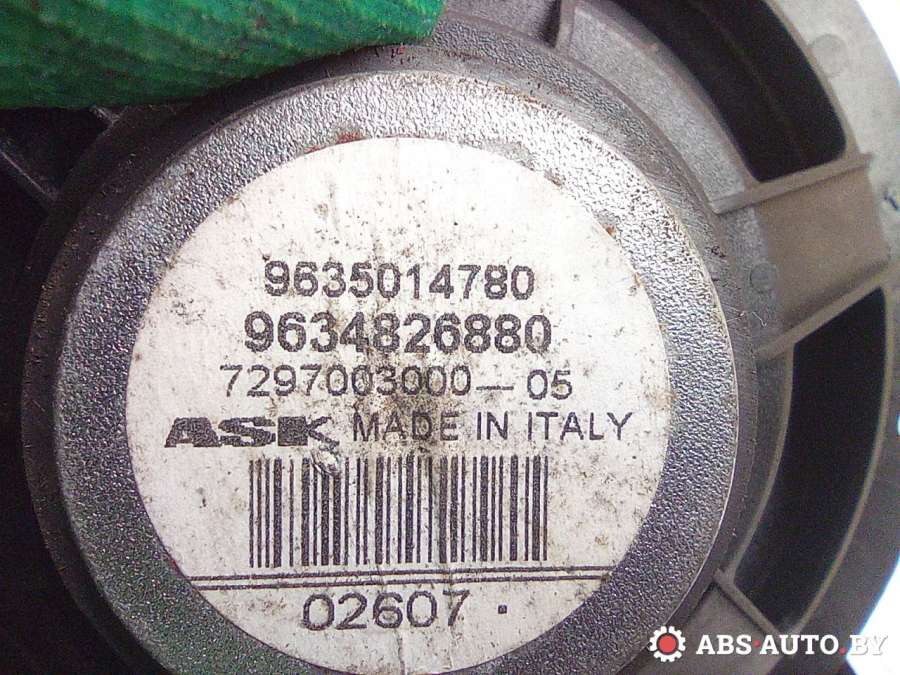 9635014780
9634826880
7297003000-05
ASK MADE IN ITALY
02607.
ABS-AUTO.BY